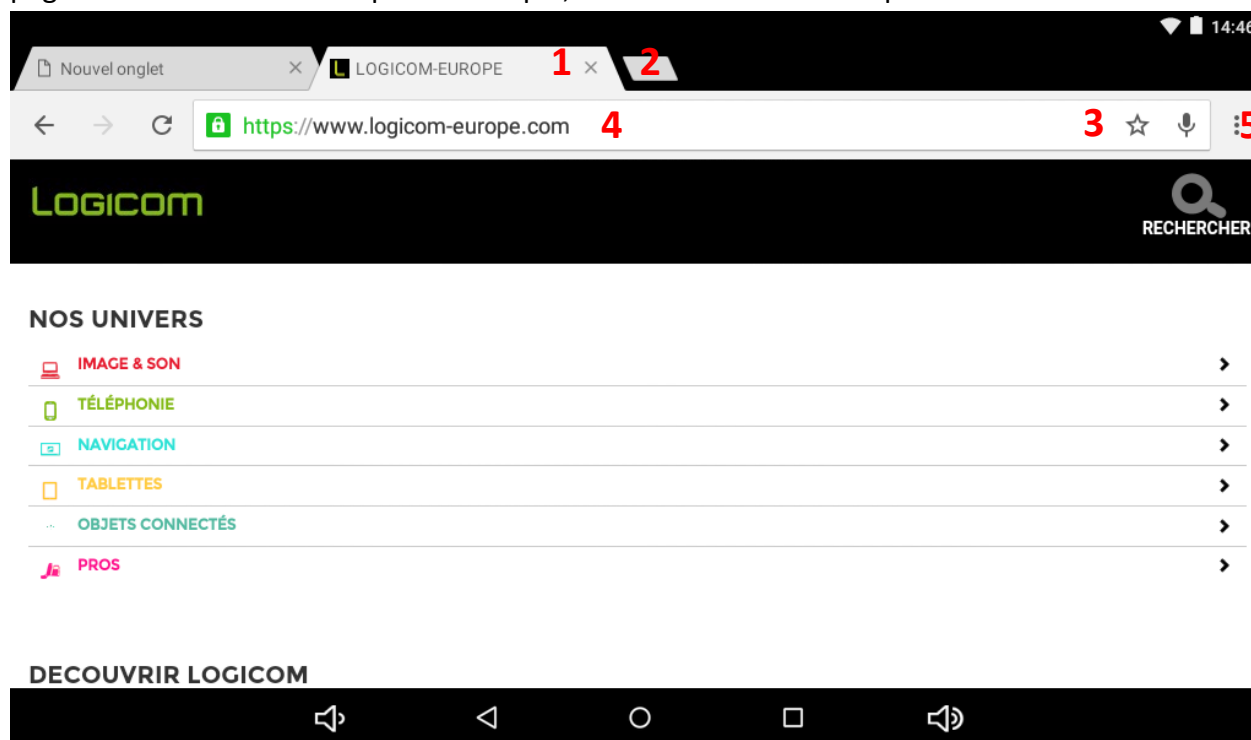 14:46
Nouvel onglet
LOGICOM-EUROPE 1 2
https://www.logicom-europe.com 4 3 5
LOGICOM
RECHERCHER
NOS UNIVERS
IMAGE & SON
TÉLÉPHONIE
NAVIGATION
TABLETTES
OBJETS CONNECTÉS
PROS
DECOUVRIR LOGICOM